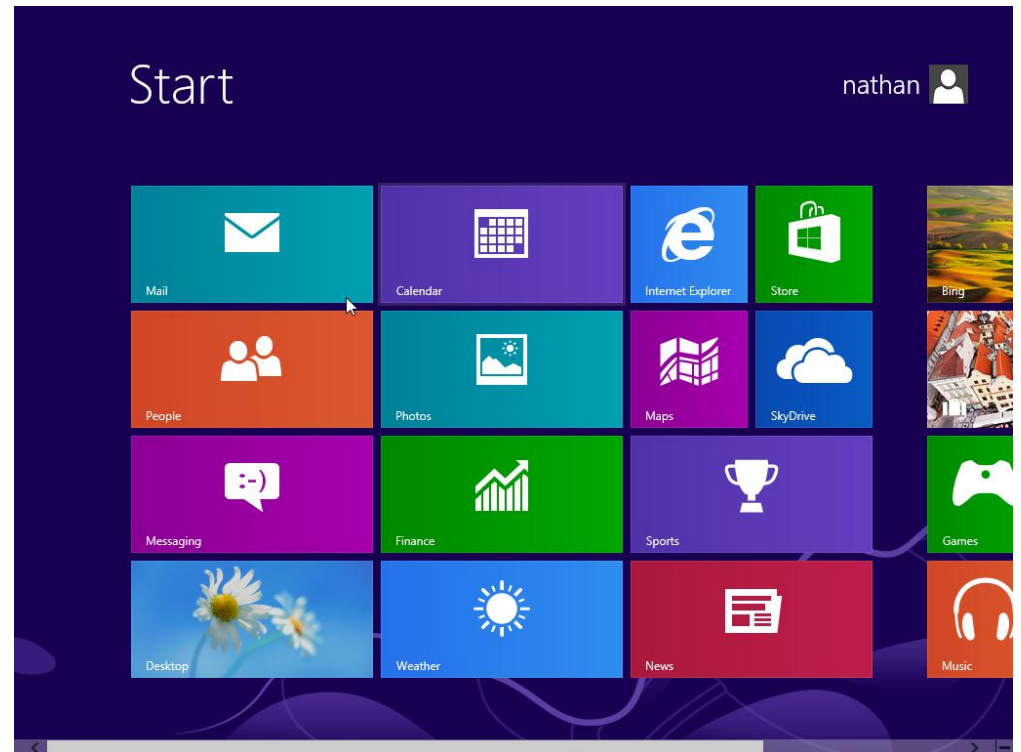 Start
nathan
Mail
Calendar
Internet Explorer
Store
Bing
People
Photos
Maps
SkyDrive
:-)
Messaging
Finance
Sports
Games
Desktop
Weather
News
Music